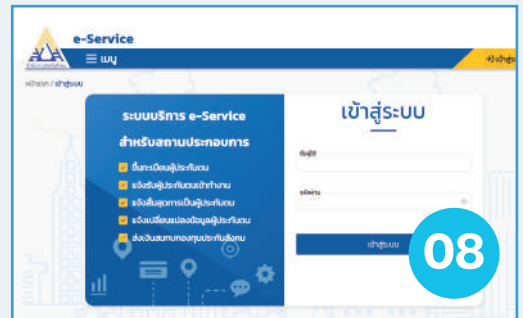 e-Service
เมนู
เข้าสู่ร
หน้าแรก / เข้าสู่ระบบ
ระบบบริการ e-Service
สำหรับสถานประกอบการ
ขึ้นทะเบียนผู้ประกันตน
แจ้งรับผู้ประกันตนเข้าทำงาน
แจ้งสิ้นสุดการเป็นผู้ประกันตน
แจ้งเปลี่ยนแปลงข้อมูลผู้ประกันตน
ส่งเงินสมทบกองทุนประกันสังคม
เข้าสู่ระบบ
ชื่อผู้ใช้
รหัสผ่าน
เข้าสู่ระบบ
08